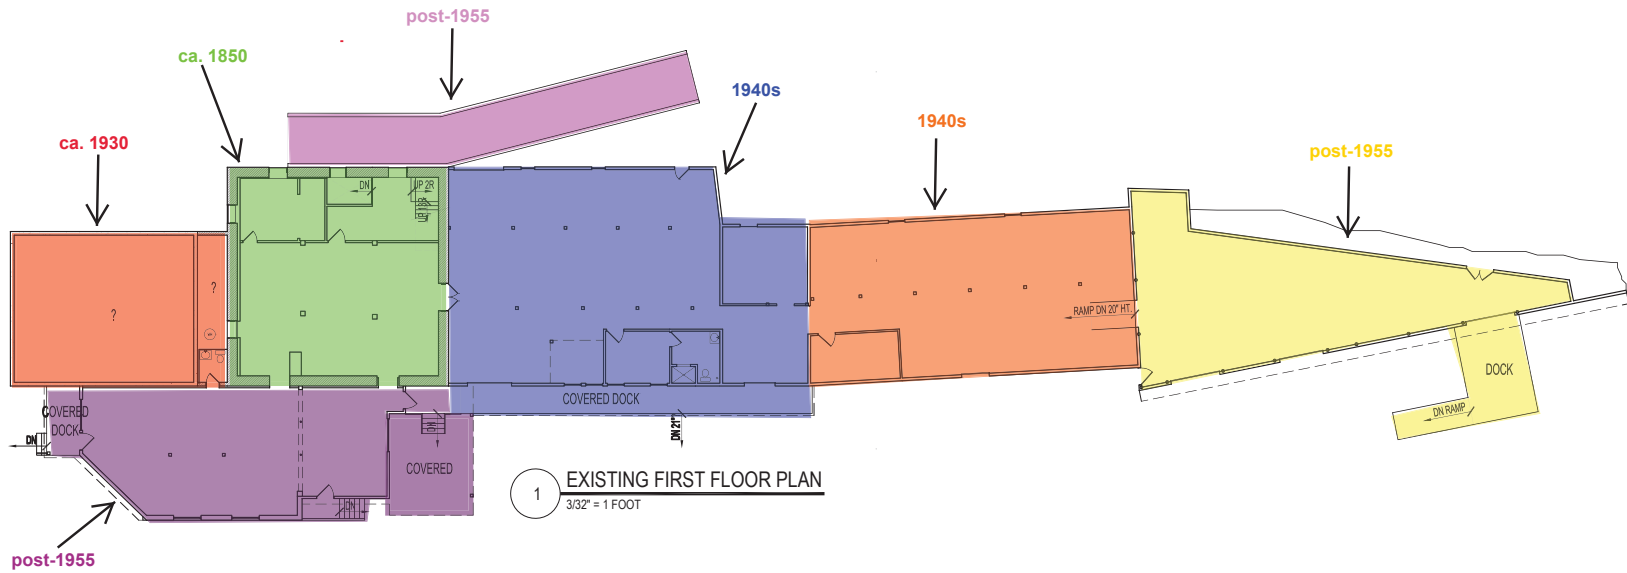 post-1955
ca. 1850
1940s
1940s
ca. 1930
post-1955
DN
UP 2R
?
?
RAMP DN 20" HT.
COVERED DOCK
DN 21"
DOCK
DN RAMP
COVERED
DOCK
DN
DN
COVERED
DN
1
EXISTING FIRST FLOOR PLAN
3/32" = 1 FOOT
post-1955